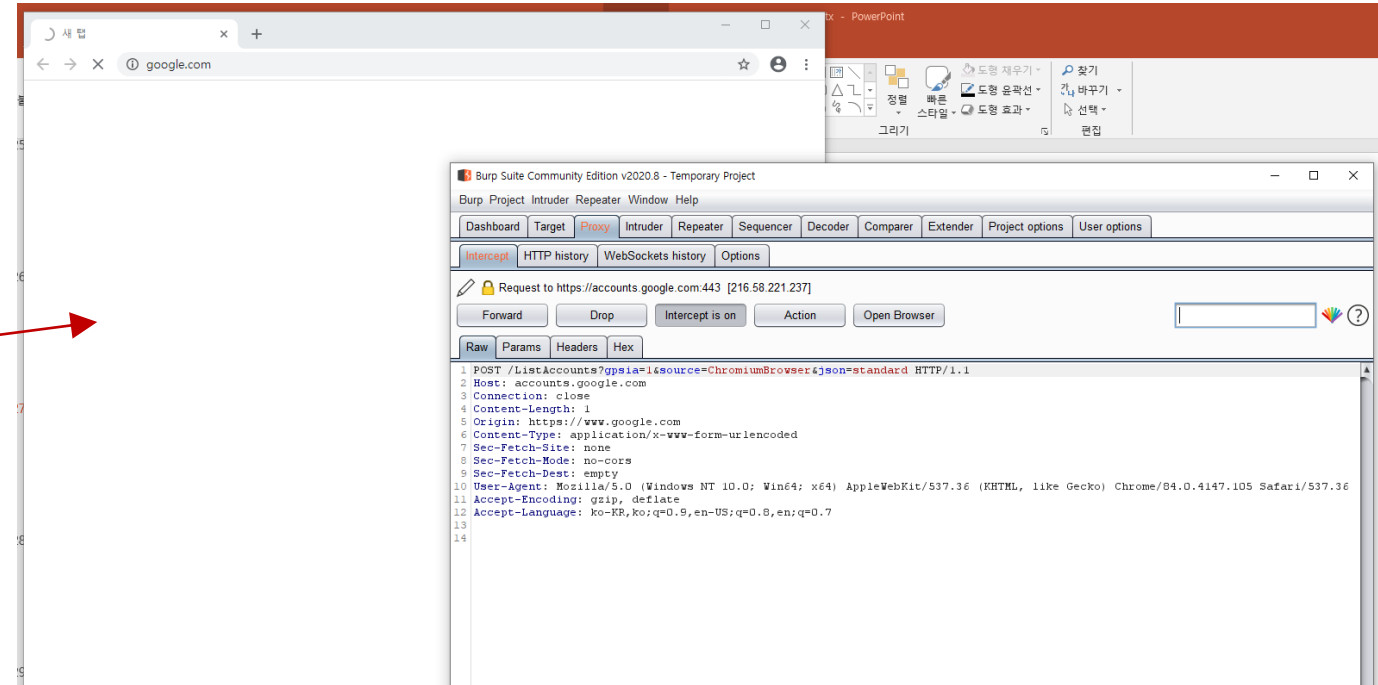 tx - PowerPoint
새 탭
google.com
도형 채우기
도형 윤곽선
도형 효과
정렬
빠른
스타일
그리기
찾기
바꾸기
선택
편집
Burp Suite Community Edition v2020.8 - Temporary Project
Burp Project Intruder Repeater Window Help
Dashboard Target Proxy Intruder Repeater Sequencer Decoder Comparer Extender Project options User options
Intercept HTTP history WebSockets history Options
Request to https://accounts.google.com:443 [216.58.221.237]
Forward Drop Intercept is on Action Open Browser
Raw Params Headers Hex
1 POST /ListAccounts?gpsia=1&source=ChromiumBrowser&json=standard HTTP/1.1
2 Host: accounts.google.com
3 Connection: close
4 Content-Length: 1
5 Origin: https://www.google.com
6 Content-Type: application/x-www-form-urlencoded
7 Sec-Fetch-Site: none
8 Sec-Fetch-Mode: no-cors
9 Sec-Fetch-Dest: empty
10 User-Agent: Mozilla/5.0 (Windows NT 10.0; Win64; x64) AppleWebKit/537.36 (KHTML, like Gecko) Chrome/84.0.4147.105 Safari/537.36
11 Accept-Encoding: gzip, deflate
12 Accept-Language: ko-KR,ko;q=0.9,en-US;q=0.8,en;q=0.7
13
14